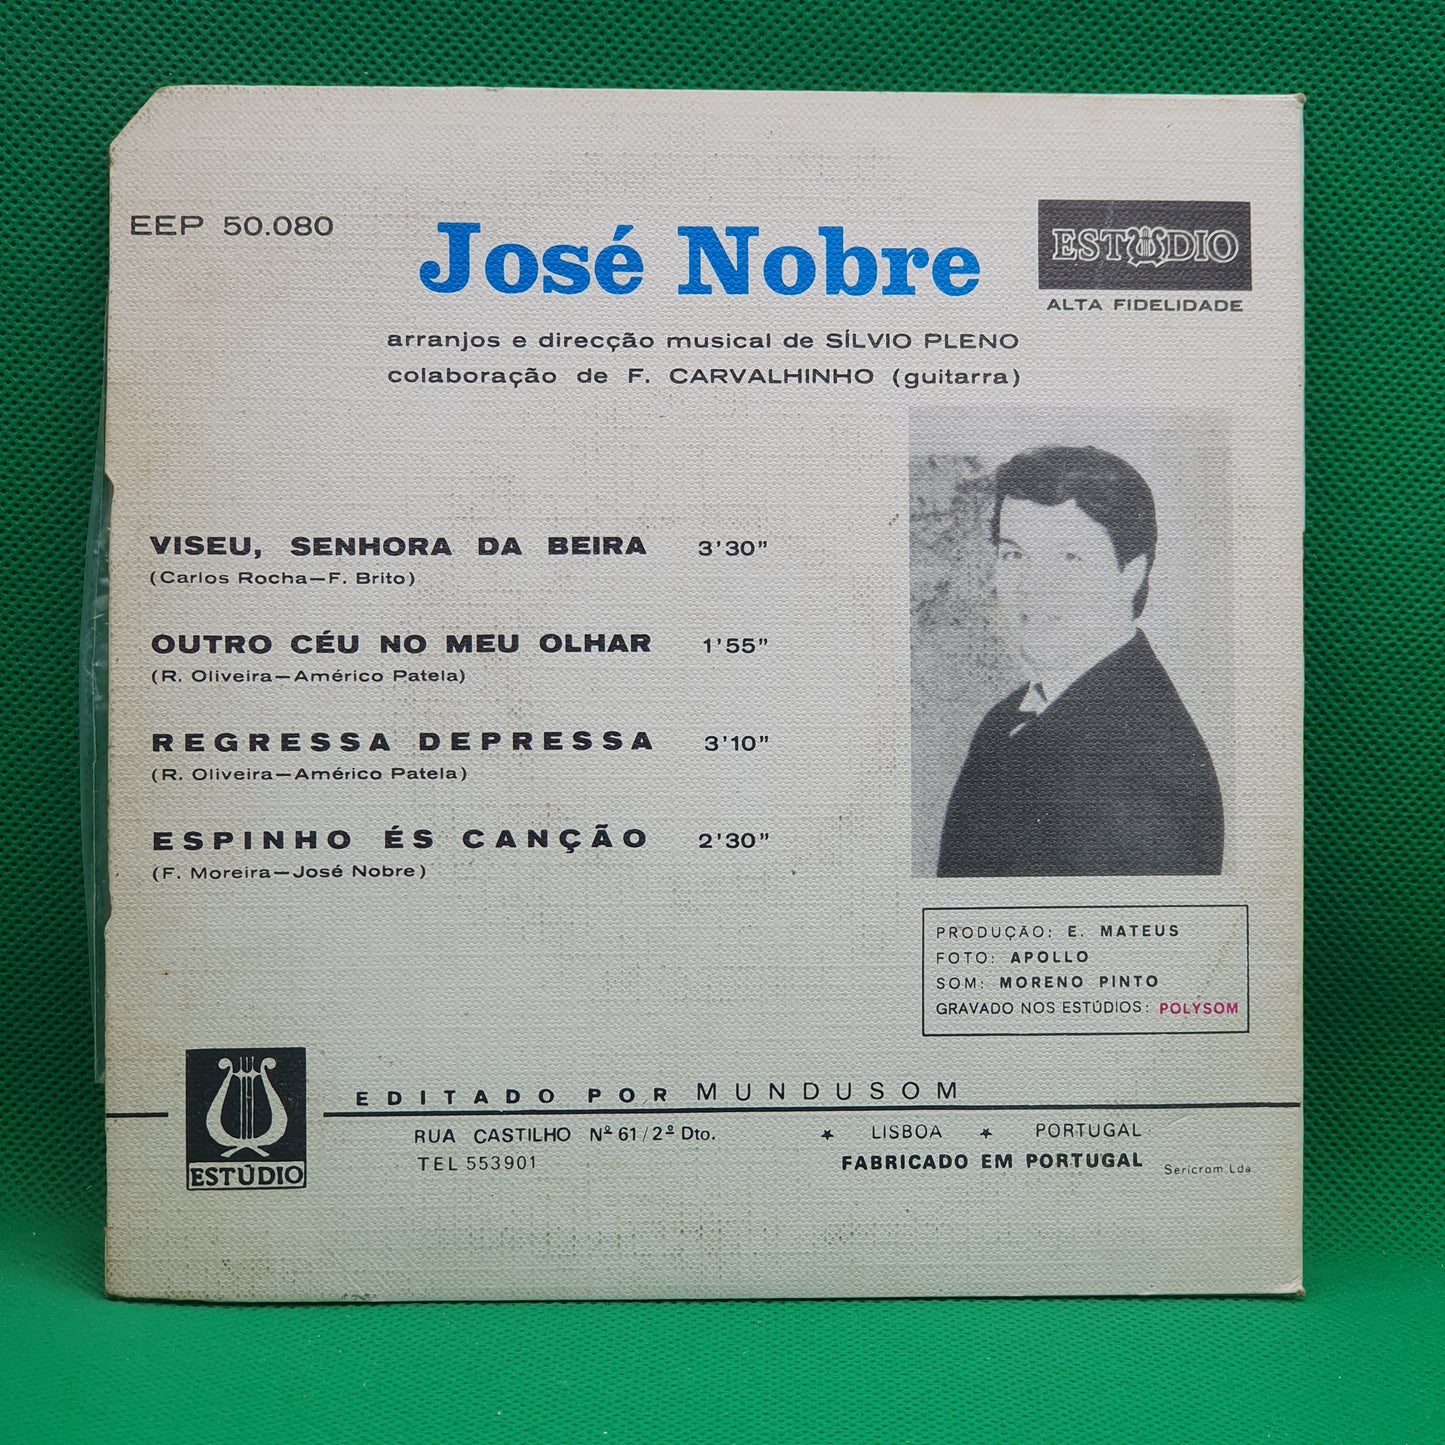 EEP 50.080
José Nobre
ESTÚDIO
ALTA FIDELIDADE
arranjos e direcção musical de SÍLVIO PLENO
colaboração de F. CARVALHINHO (guitarra)
VISEU, SENHORA DA BEIRA 3'30"
(Carlos Rocha—F. Brito)
OUTRO CÉU NO MEU OLHAR 1'55"
(R. Oliveira—Américo Patela)
REGRESSA DEPRESSA 3'10"
(R. Oliveira—Américo Patela)
ESPINHO ÉS CANÇÃO 2'30"
(F. Moreira—José Nobre)
PRODUÇÃO: E. MATEUS
FOTO: APOLLO
SOM: MORENO PINTO
GRAVADO NOS ESTÚDIOS: POLYSOM
ESTÚDIO
EDITADO POR MUNDUSOM
RUA CASTILHO Nº 61/2º Dto. ★ LISBOA ★ PORTUGAL
TEL 553901
FABRICADO EM PORTUGAL
Sericrom Lda